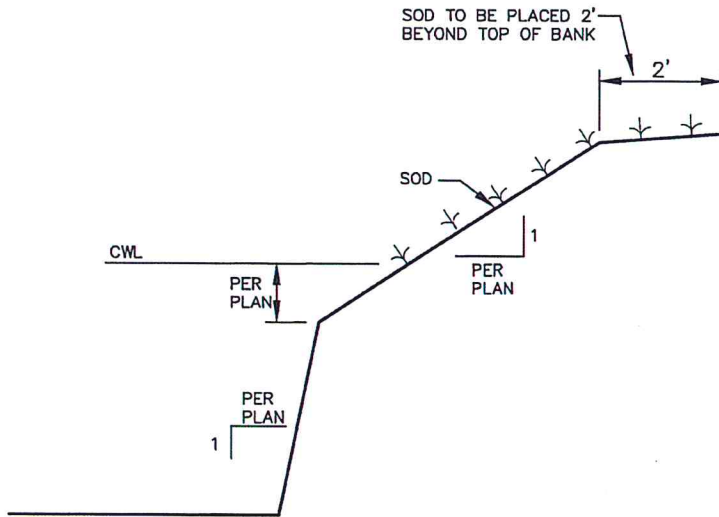 SOD TO BE PLACED 2'
BEYOND TOP OF BANK
2'
SOD
1
CWL
PER
PLAN
PER
PLAN
PER
PLAN
1